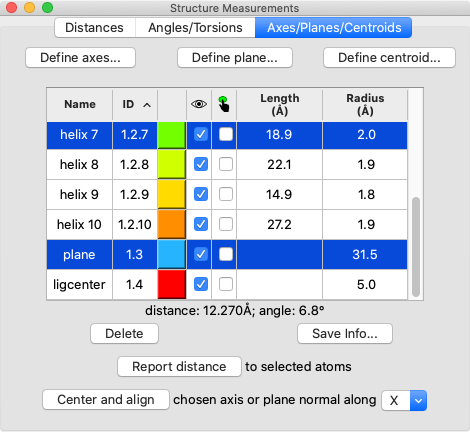 Structure Measurements
Distances Angles/Torsions Axes/Planes/Centroids
Define axes... Define plane... Define centroid...
Name ID Length (Å) Radius (Å)
helix 7 1.2.7 18.9 2.0
helix 8 1.2.8 22.1 1.9
helix 9 1.2.9 14.9 1.8
helix 10 1.2.10 27.2 1.9
plane 1.3 31.5
ligcenter 1.4 5.0
distance: 12.270Å; angle: 6.8°
Delete Save Info...
Report distance to selected atoms
Center and align chosen axis or plane normal along X